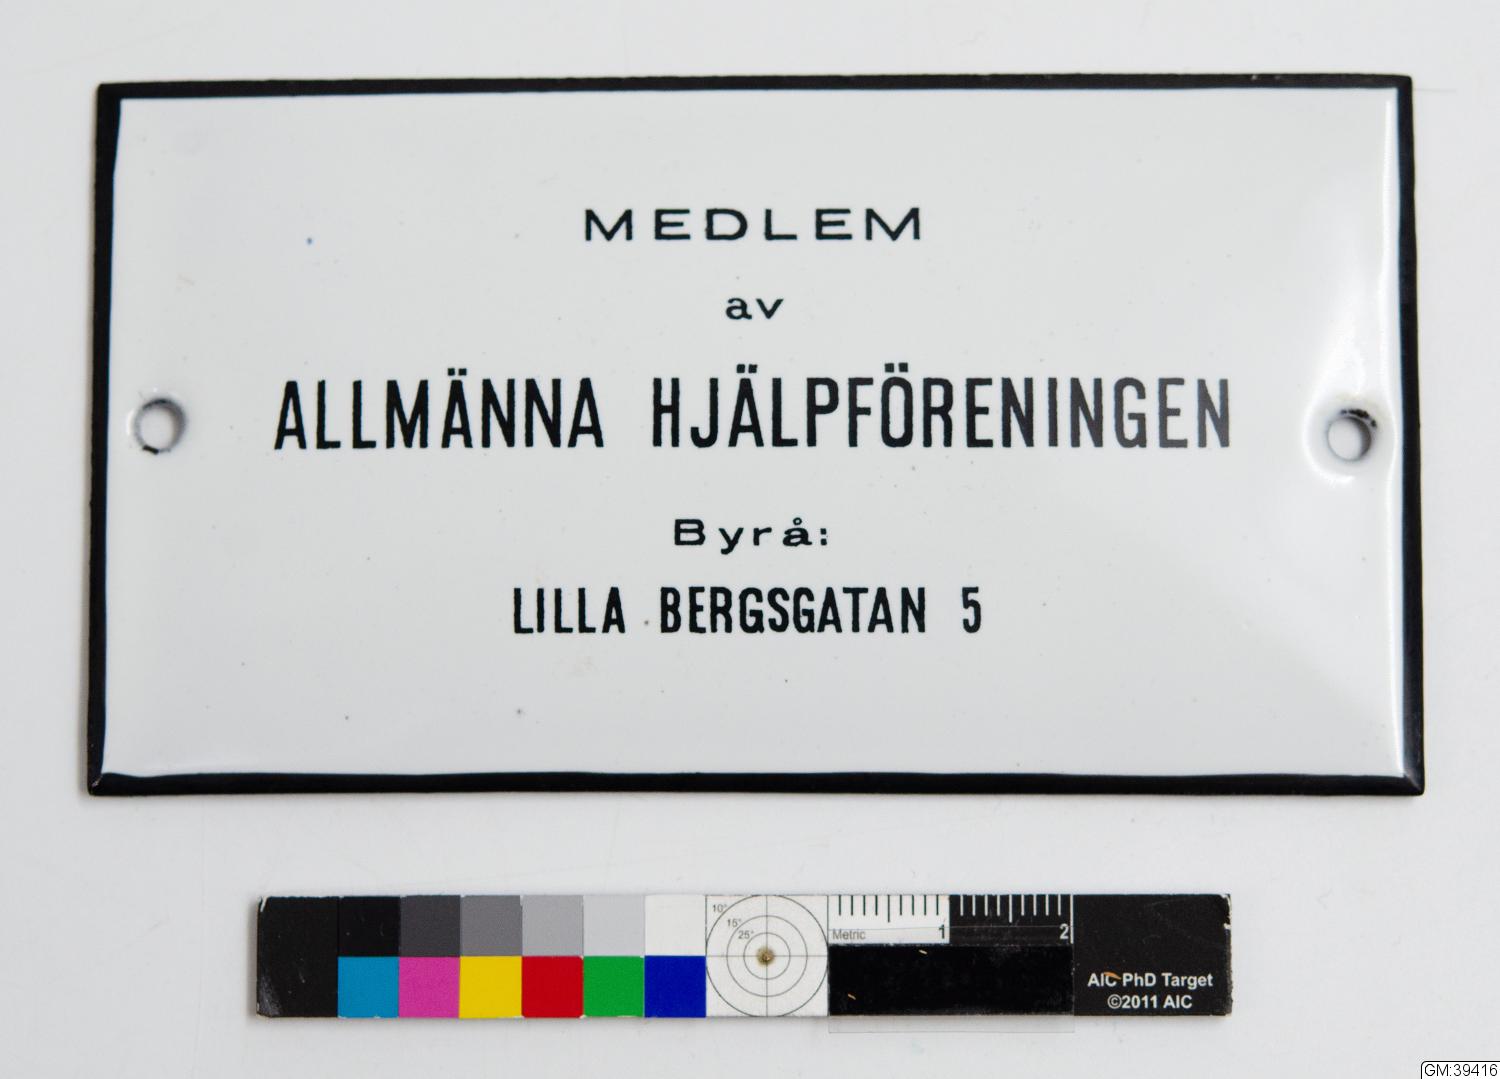 MEDLEM
av
ALLMÄNNA HJÄLPFÖRENINGEN
Byrå:
LILLA BERGSGATAN 5
10°
15°
25°
Metric
1
2
AIC PhD Target
©2011 AIC
GM:39416